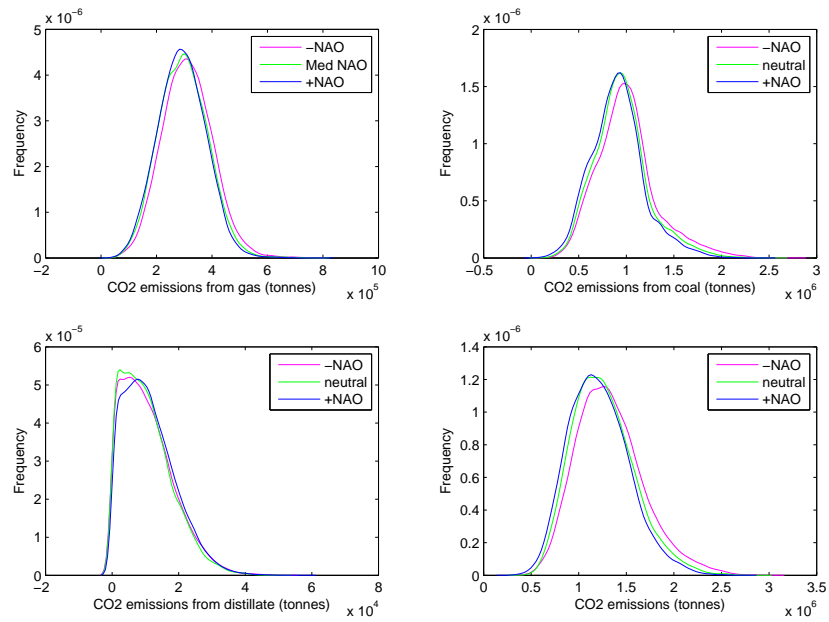 x 10^-6
5
4
3
2
1
0
Frequency
−2 0 2 4 6 8 10
x 10^5
CO2 emissions from gas (tonnes)
−NAO
Med NAO
+NAO
x 10^-6
2
1.5
1
0.5
0
Frequency
−0.5 0 0.5 1 1.5 2 2.5 3
x 10^6
CO2 emissions from coal (tonnes)
−NAO
neutral
+NAO
x 10^-5
6
5
4
3
2
1
0
Frequency
−2 0 2 4 6 8
x 10^4
CO2 emissions from distillate (tonnes)
−NAO
neutral
+NAO
x 10^-6
1.4
1.2
1
0.8
0.6
0.4
0.2
0
Frequency
0 0.5 1 1.5 2 2.5 3 3.5
x 10^6
CO2 emissions (tonnes)
−NAO
neutral
+NAO